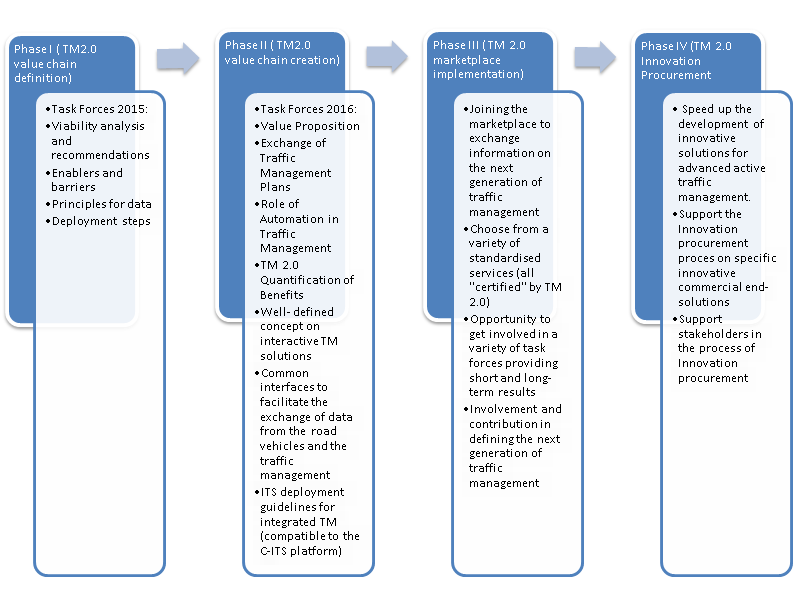 Phase I ( TM2.0
value chain
definition)
•Task Forces 2015:
•Viability analysis
and
recommendations
•Enablers and
barriers
•Principles for data
•Deployment steps
Phase II (TM2.0
value chain creation)
•Task Forces 2016:
•Value Proposition
•Exchange of
Traffic
Management
Plans
•Role of
Automation in
Traffic
Management
•TM 2.0
Quantification of
Benefits
•Well- defined
concept on
interactive TM
solutions
•Common
interfaces to
facilitate the
exchange of data
from the road
vehicles and the
traffic
management
•ITS deployment
guidelines for
integrated TM
(compatible to the
C-ITS platform)
Phase III (TM 2.0
marketplace
implementation)
•Joining the
marketplace to
exchange
information on
the next
generation of
traffic
management
•Choose from a
variety of
standardised
services (all
"certified" by TM
2.0)
•Opportunity to
get involved in a
variety of task
forces providing
short and long-
term results
•Involvement and
contribution in
defining the next
generation of
traffic
management
Phase IV (TM 2.0
Innovation
Procurement
• Speed up the
development of
innovative
solutions for
advanced active
traffic
management.
•Support the
Innovation
procurement
proces on specific
innovative
commercial end-
solutions
•Support
stakeholders in
the process of
Innovation
procurement